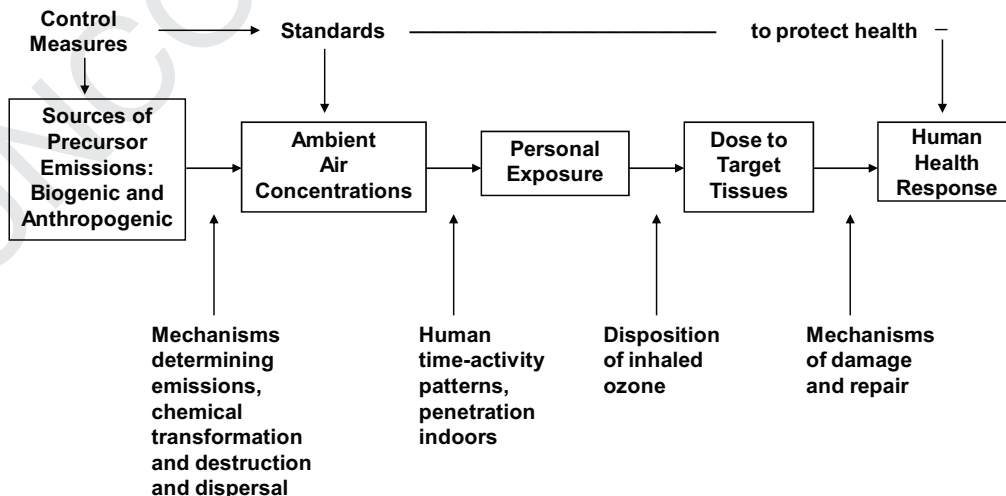 Control
Measures
Standards
to protect health
Sources of
Precursor
Emissions:
Biogenic and
Anthropogenic
Ambient
Air
Concentrations
Personal
Exposure
Dose to
Target
Tissues
Human
Health
Response
Mechanisms
determining
emissions,
chemical
transformation
and destruction
and dispersal
Human
time-activity
patterns,
penetration
indoors
Disposition
of inhaled
ozone
Mechanisms
of damage
and repair